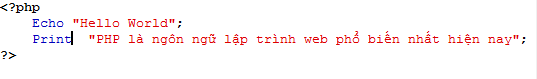 <?php
Echo "Hello World";
Print "PHP là ngôn ngữ lập trình web phổ biến nhất hiện nay";
?>